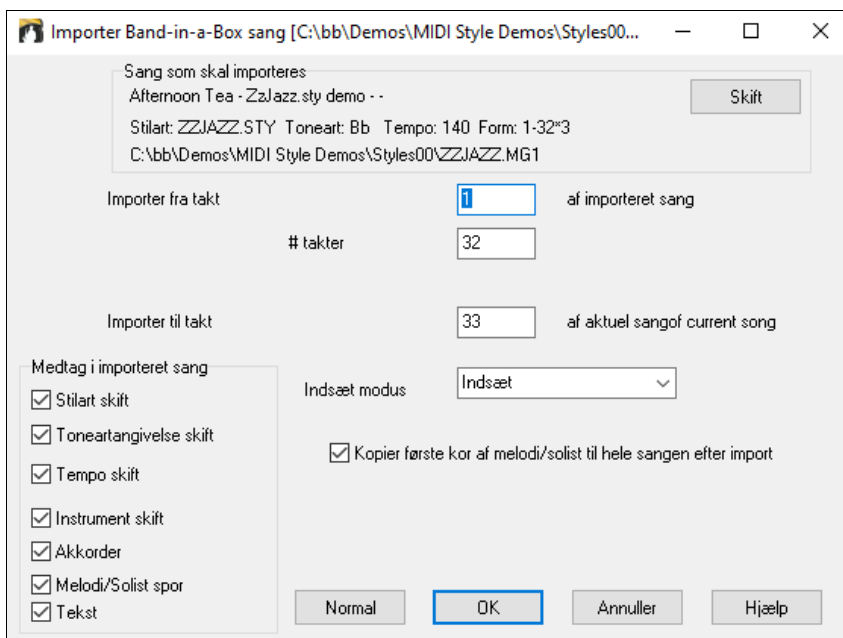 Importer Band-in-a-Box sang [C:\bb\Demos\MIDI Style Demos\Styles00...
Sang som skal importeres
Afternoon Tea - ZzJazz.sty demo - -
Skift
Stilart: ZZJAZZ.STY Toneart: Bb Tempo: 140 Form: 1-32*3
C:\bb\Demos\MIDI Style Demos\Styles00\ZZJAZZ.MG1
Importer fra takt 1 af importeret sang
# takter 32
Importer til takt 33 af aktuel sangof current song
Medtag i importeret sang
Indsæt modus Indsæt
Stilart skift
Toneartangivelse skift
Kopier første kor af melodi/solist til hele sangen efter import
Tempo skift
Instrument skift
Akkorder
Melodi/Solist spor
Tekst
Normal OK Annuller Hjælp